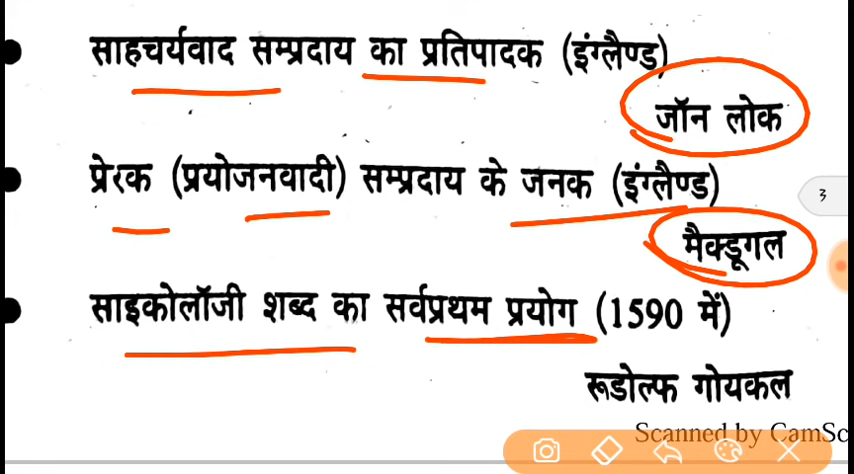 साहचर्यवाद सम्प्रदाय का प्रतिपादक (इंग्लैण्ड)
जॉन लोक
प्रेरक (प्रयोजनवादी) सम्प्रदाय के जनक (इंग्लैण्ड)
3
मैक्डूगल
साइकोलॉजी शब्द का सर्वप्रथम प्रयोग (1590 में)
रूडोल्फ गोयकल
Scanned by CamSc